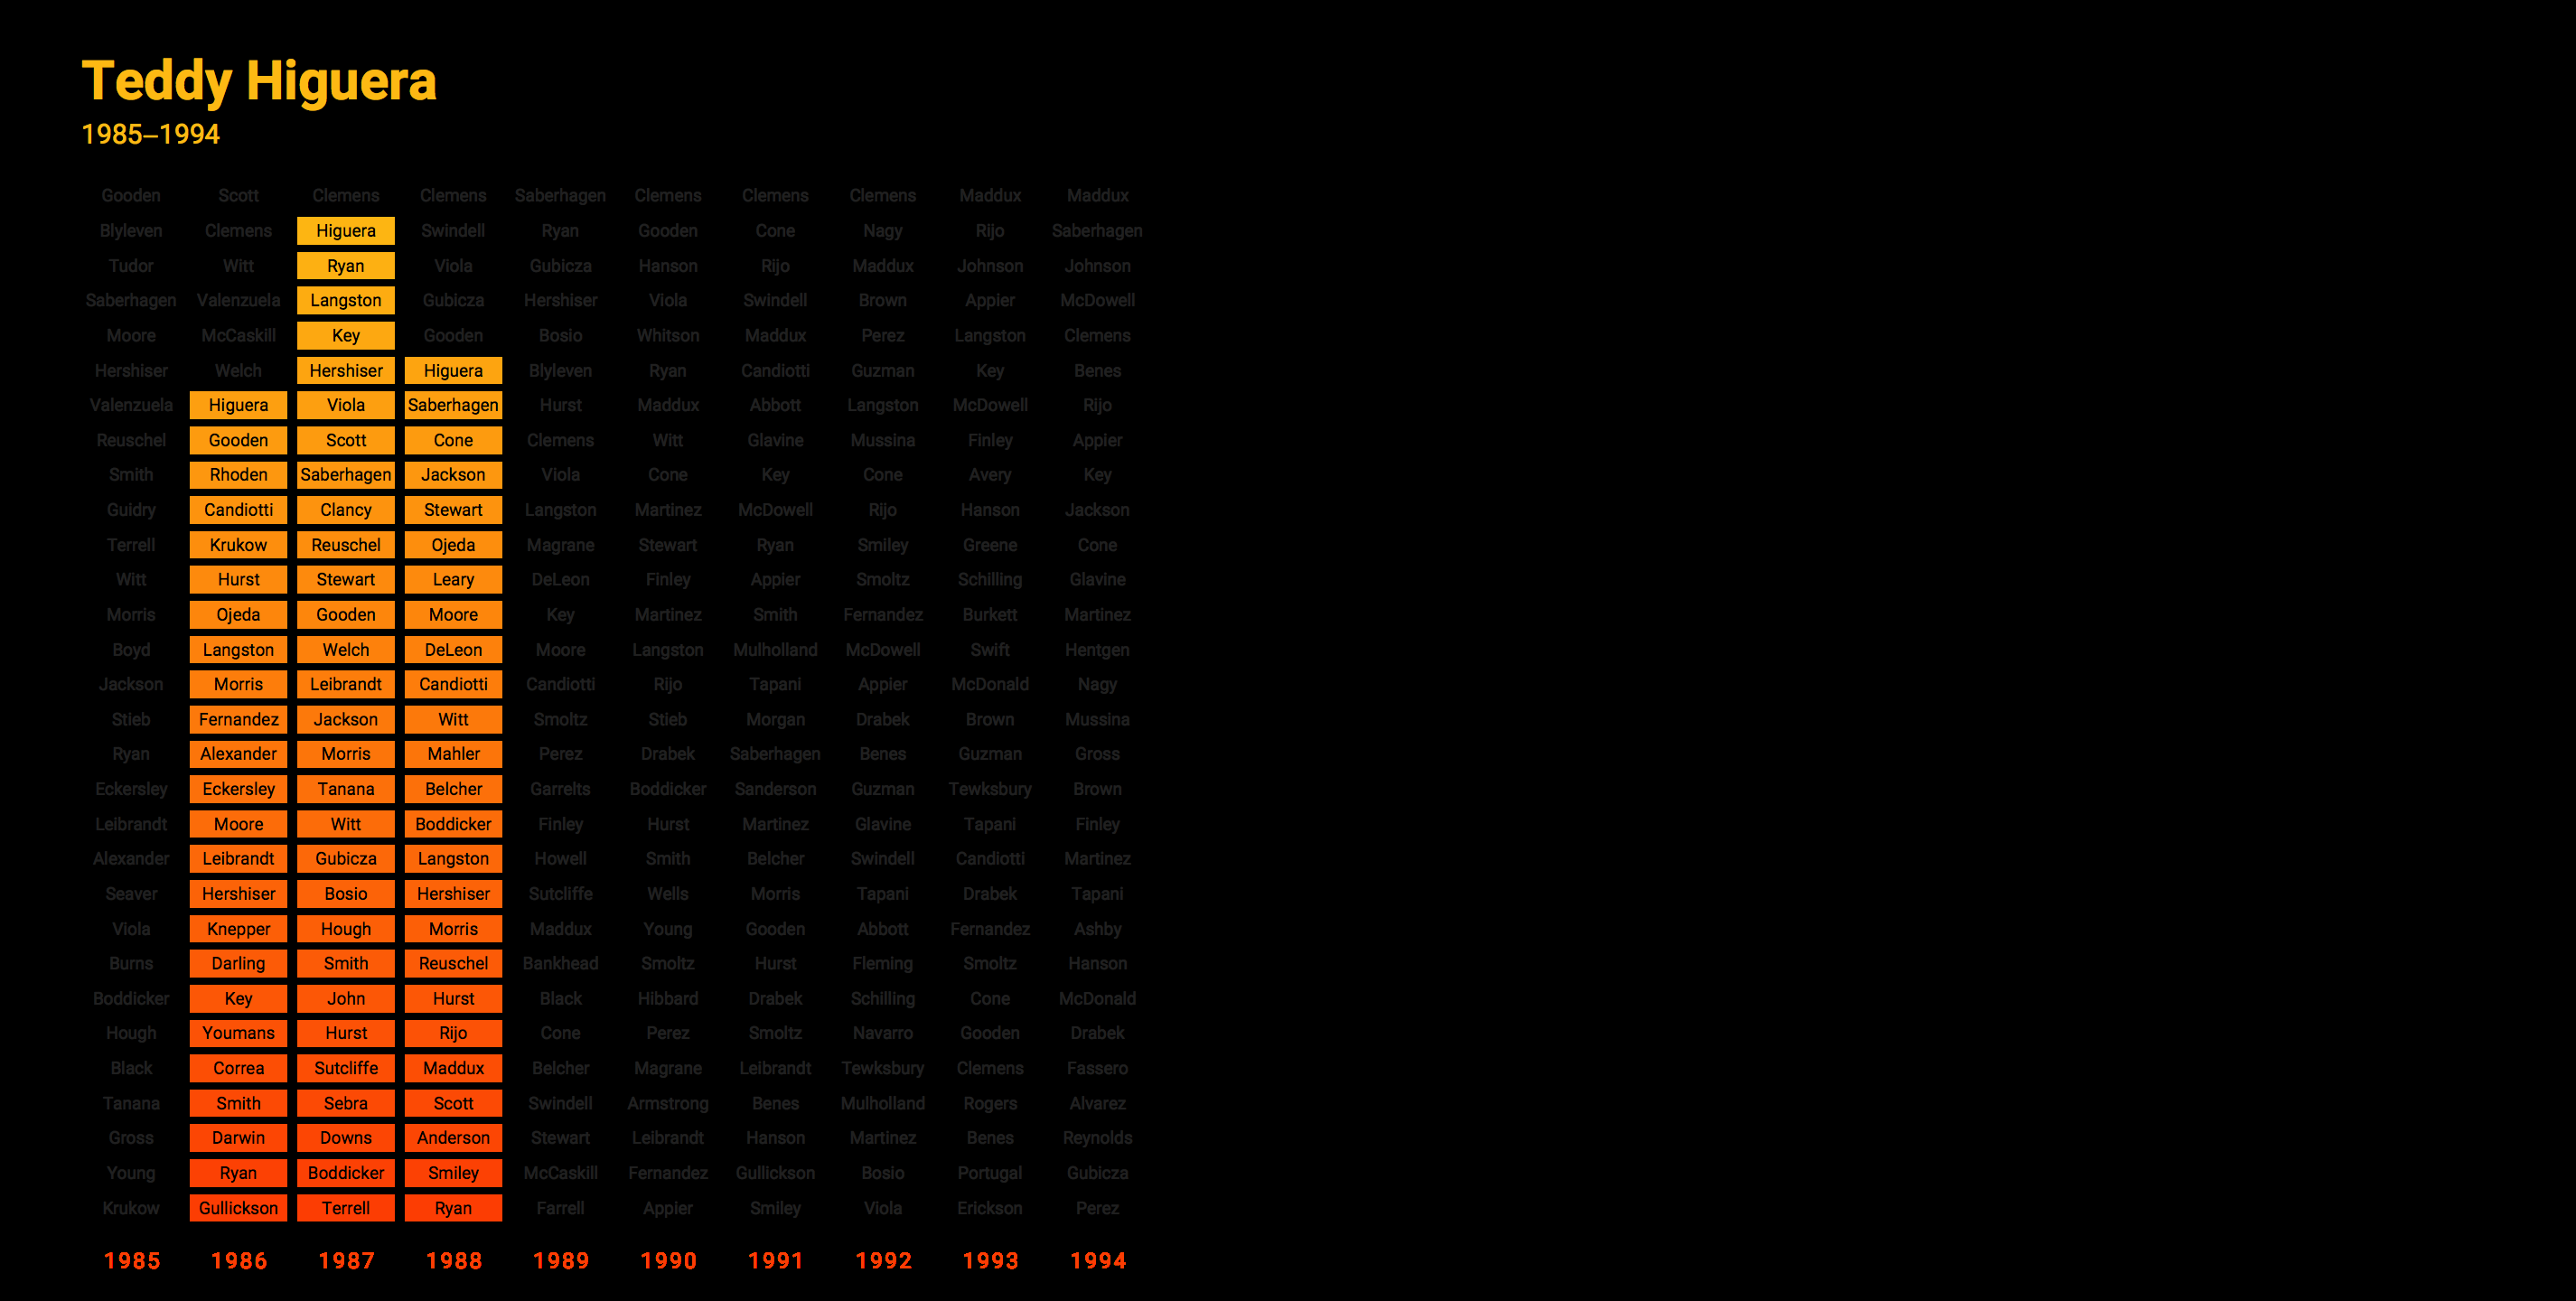 Teddy Higuera
1985–1994
Gooden Scott Clemens Clemens Saberhagen Clemens Clemens Clemens Maddux Maddux
Blyleven Clemens Higuera Swindell Ryan Gooden Cone Nagy Rijo Saberhagen
Tudor Witt Ryan Viola Gubicza Hanson Rijo Maddux Johnson Johnson
Saberhagen Valenzuela Langston Gubicza Hershiser Viola Swindell Brown Appier McDowell
Moore McCaskill Key Gooden Bosio Whitson Maddux Perez Langston Clemens
Hershiser Welch Hershiser Higuera Blyleven Ryan Candiotti Guzman Key Benes
Valenzuela Higuera Viola Saberhagen Hurst Maddux Abbott Langston McDowell Rijo
Reuschel Gooden Scott Cone Clemens Witt Glavine Mussina Finley Appier
Smith Rhoden Saberhagen Jackson Viola Cone Key Cone Avery Key
Guidry Candiotti Clancy Stewart Langston Martinez McDowell Rijo Hanson Jackson
Terrell Krukow Reuschel Ojeda Magrane Stewart Ryan Smiley Greene Cone
Witt Hurst Stewart Leary DeLeon Finley Appier Smoltz Schilling Glavine
Morris Ojeda Gooden Moore Key Martinez Smith Fernandez Burkett Martinez
Boyd Langston Welch DeLeon Moore Langston Mulholland McDowell Swift Hentgen
Jackson Morris Leibrandt Candiotti Candiotti Rijo Tapani Appier McDonald Nagy
Stieb Fernandez Jackson Witt Smoltz Stieb Morgan Drabek Brown Mussina
Ryan Alexander Morris Mahler Perez Drabek Saberhagen Benes Guzman Gross
Eckersley Eckersley Tanana Belcher Garrelts Boddicker Sanderson Guzman Tewksbury Brown
Leibrandt Moore Witt Boddicker Finley Hurst Martinez Glavine Tapani Finley
Alexander Leibrandt Gubicza Langston Howell Smith Belcher Swindell Candiotti Martinez
Seaver Hershiser Bosio Hershiser Sutcliffe Wells Morris Tapani Drabek Tapani
Viola Knepper Hough Morris Maddux Young Gooden Abbott Fernandez Ashby
Burns Darling Smith Reuschel Bankhead Smoltz Hurst Fleming Smoltz Hanson
Boddicker Key John Hurst Black Hibbard Drabek Schilling Cone McDonald
Hough Youmans Hurst Rijo Cone Perez Smoltz Navarro Gooden Drabek
Black Correa Sutcliffe Maddux Belcher Magrane Leibrandt Tewksbury Clemens Fassero
Tanana Smith Sebra Scott Swindell Armstrong Benes Mulholland Rogers Alvarez
Gross Darwin Downs Anderson Stewart Leibrandt Hanson Martinez Benes Reynolds
Young Ryan Boddicker Smiley McCaskill Fernandez Gullickson Bosio Portugal Gubicza
Krukow Gullickson Terrell Ryan Farrell Appier Smiley Viola Erickson Perez
1985 1986 1987 1988 1989 1990 1991 1992 1993 1994